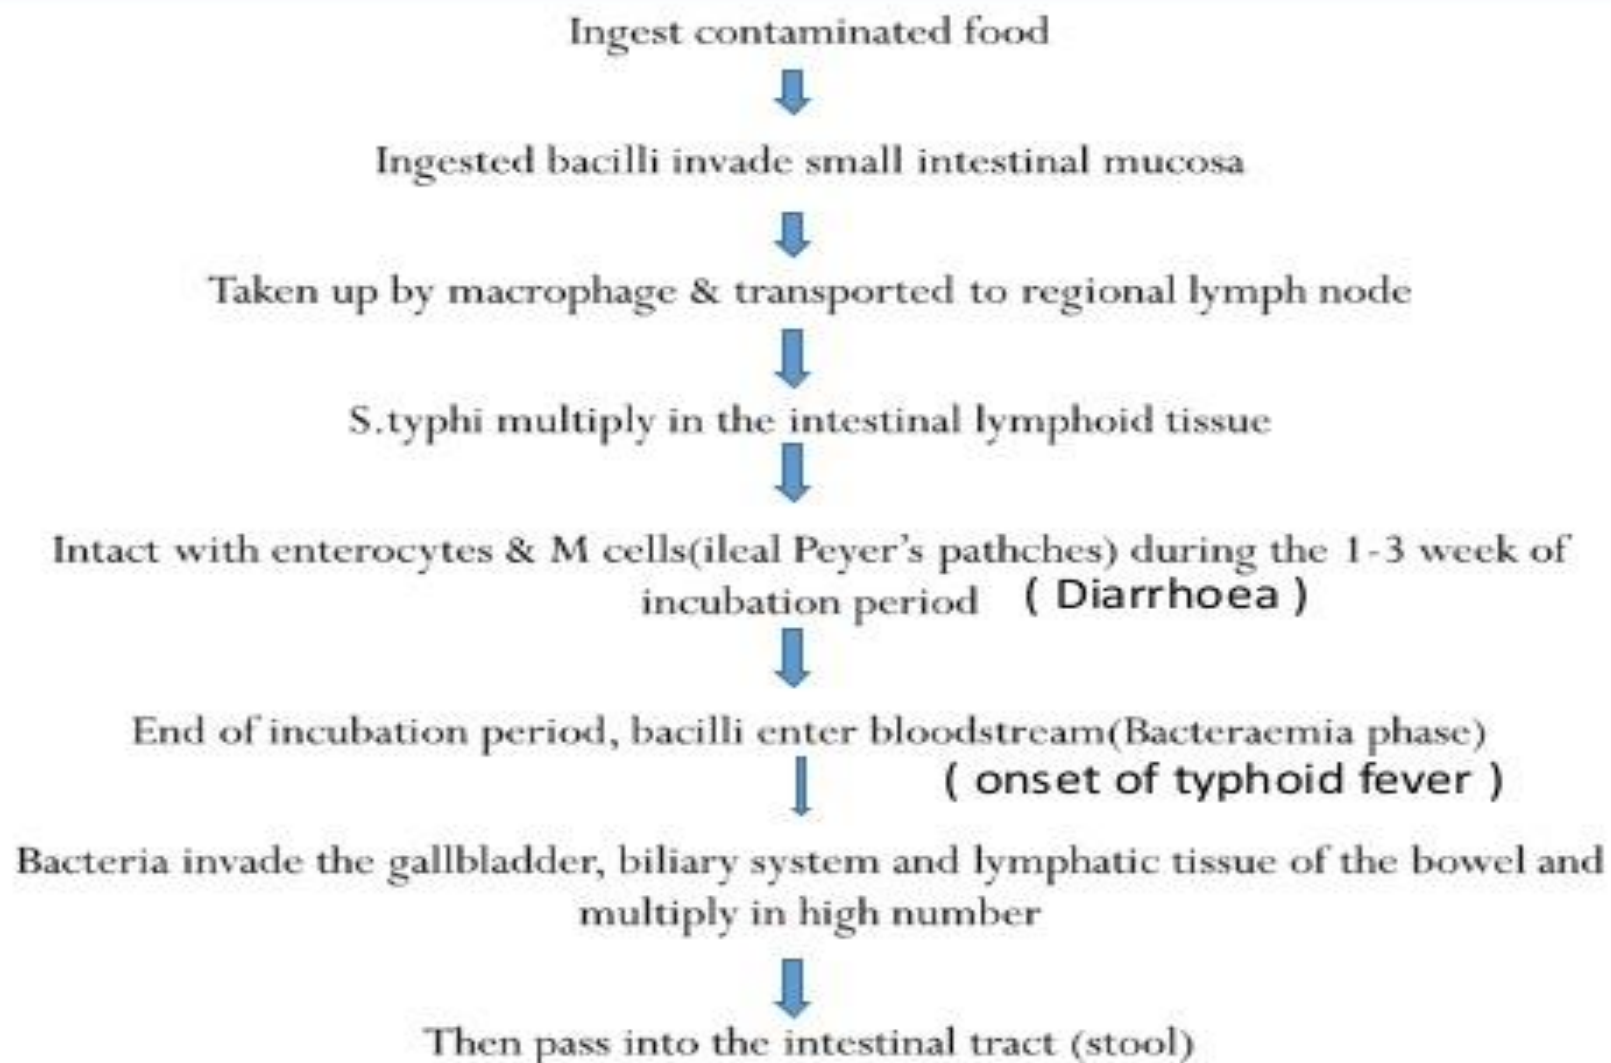 Ingest contaminated food
Ingested bacilli invade small intestinal mucosa
Taken up by macrophage & transported to regional lymph node
S.typhi multiply in the intestinal lymphoid tissue
Intact with enterocytes & M cells(ileal Peyer's pathches) during the 1-3 week of
incubation period ( Diarrhoea )
End of incubation period, bacilli enter bloodstream(Bacteraemia phase)
( onset of typhoid fever )
Bacteria invade the gallbladder, biliary system and lymphatic tissue of the bowel and
multiply in high number
Then pass into the intestinal tract (stool)